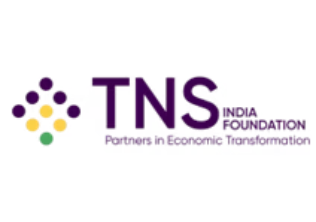 TNS INDIA
FOUNDATION
Partners in Economic Transformation